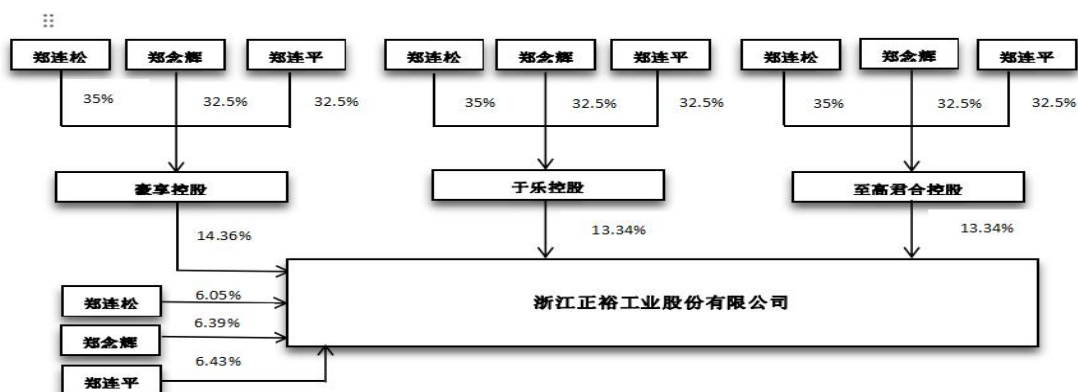 郑连松 郑念辉 郑连平 郑连松 郑念辉 郑连平 郑连松 郑念辉 郑连平
35% 32.5% 32.5% 35% 32.5% 32.5% 35% 32.5% 32.5%
豪享控股 于乐控股 至高君合控股
14.36% 13.34% 13.34%
浙江正裕工业股份有限公司
郑连松 6.05%
郑念辉 6.39%
郑连平 6.43%